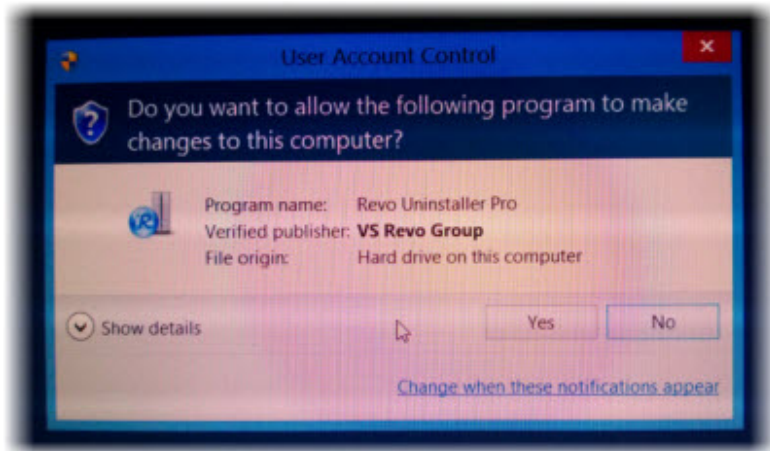 User Account Control
Do you want to allow the following program to make
changes to this computer?
Program name: Revo Uninstaller Pro
Verified publisher: VS Revo Group
File origin: Hard drive on this computer
Show details
Yes
No
Change when these notifications appear